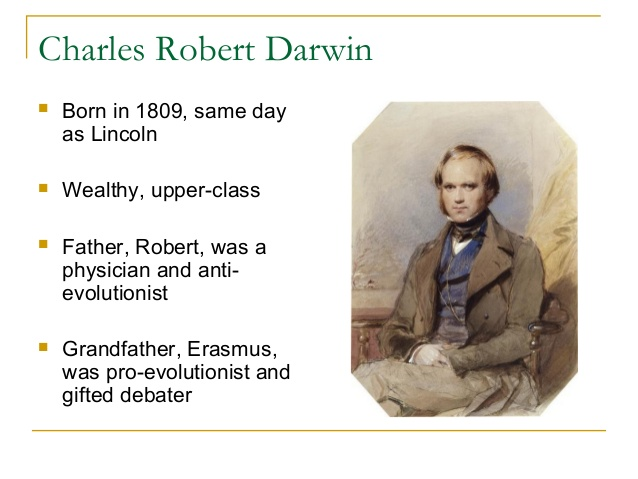 Charles Robert Darwin
Born in 1809, same day
as Lincoln
Wealthy, upper-class
Father, Robert, was a
physician and anti-
evolutionist
Grandfather, Erasmus,
was pro-evolutionist and
gifted debater